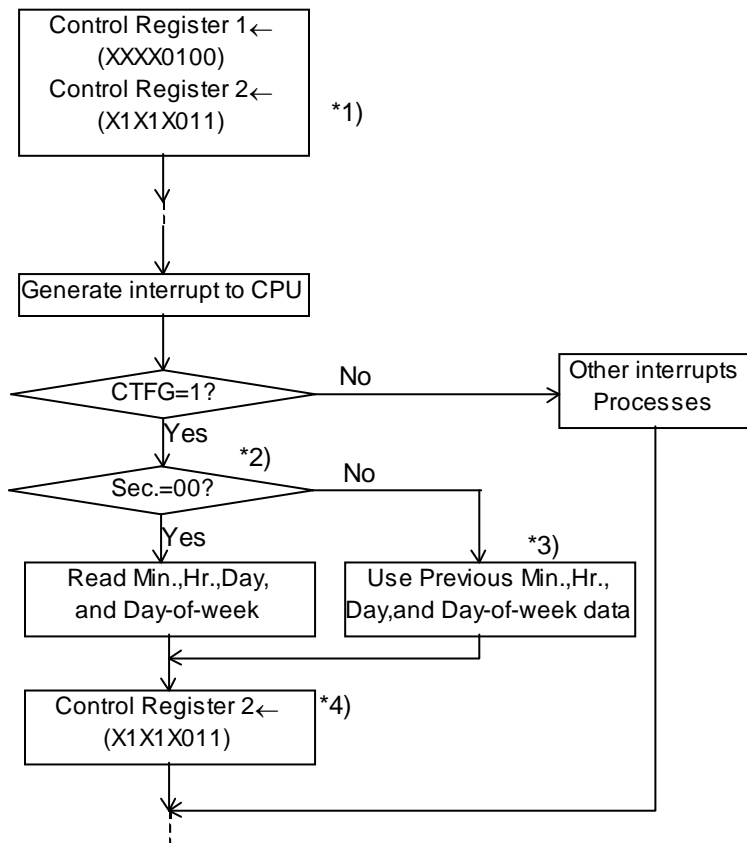 Control Register 1←
(XXXX0100)
Control Register 2←
(X1X1X011)
*1)
Generate interrupt to CPU
CTFG=1?
No
Other interrupts
Processes
Yes
*2)
Sec.=00?
No
Yes
*3)
Read Min.,Hr.,Day,
and Day-of-week
Use Previous Min.,Hr.,
Day,and Day-of-week data
Control Register 2←
(X1X1X011)
*4)